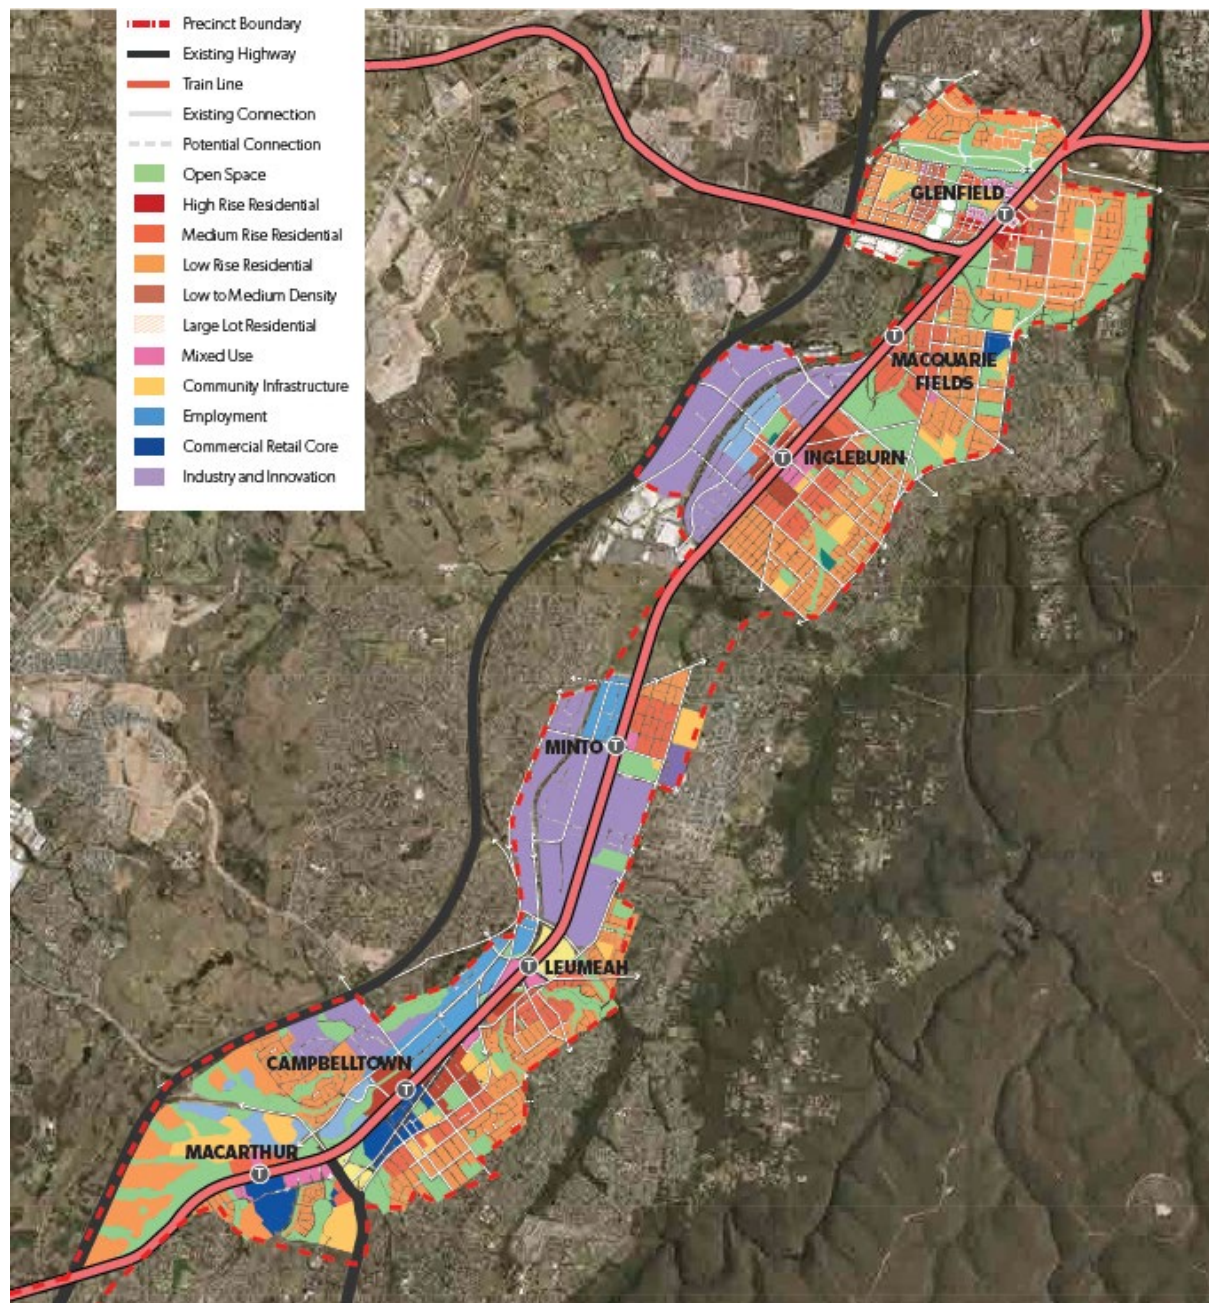 Precinct Boundary
Existing Highway
Train Line
Existing Connection
Potential Connection
Open Space
High Rise Residential
Medium Rise Residential
Low Rise Residential
Low to Medium Density
Large Lot Residential
Mixed Use
Community Infrastructure
Employment
Commercial Retail Core
Industry and Innovation
GLENFIELD
T
T
MACQUARIE
FIELDS
T
INGLEBURN
MINTO
T
T
LEUMEAH
CAMPBELLTOWN
T
MACARTHUR
T